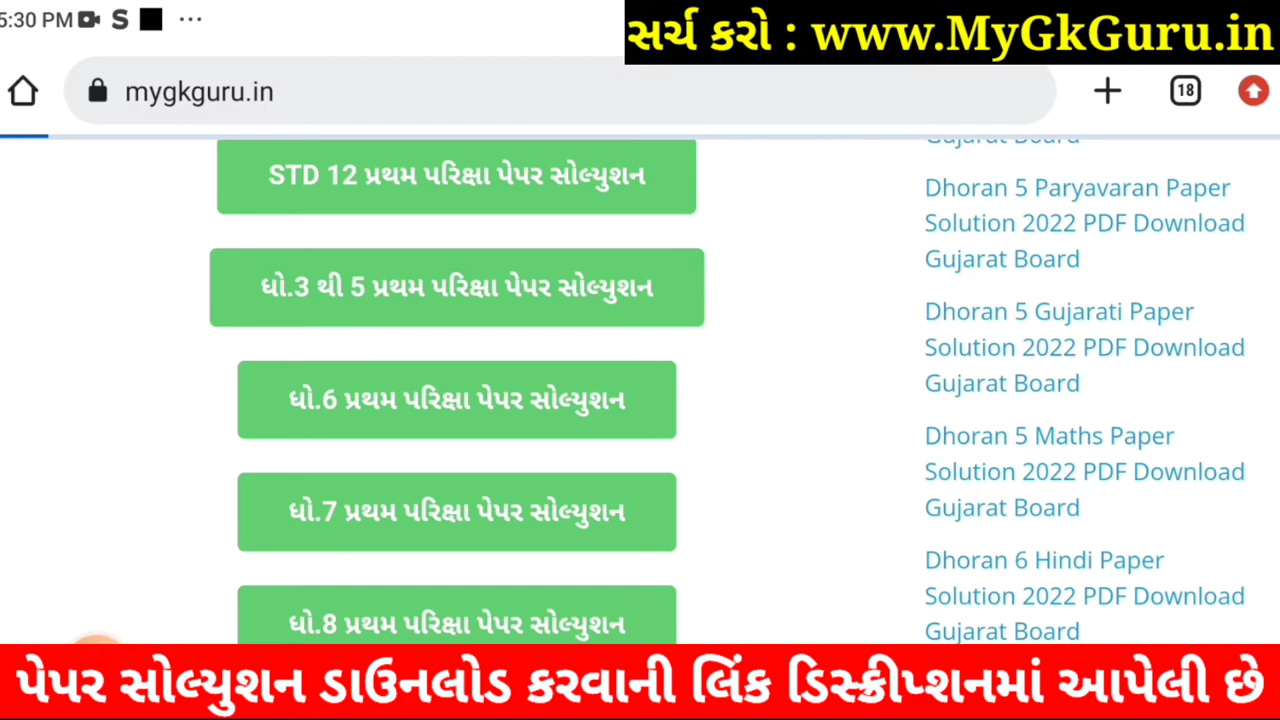 5:30 PM
સર્ચ કરો : www.MyGkGuru.in
mygkguru.in
18
STD 12 પ્રથમ પરિક્ષા પેપર સોલ્યુશન
ધો.3 થી 5 પ્રથમ પરિક્ષા પેપર સોલ્યુશન
ધો.6 પ્રથમ પરિક્ષા પેપર સોલ્યુશન
ધો.7 પ્રથમ પરિક્ષા પેપર સોલ્યુશન
ધો.8 પ્રથમ પરિક્ષા પેપર સોલ્યુશન
Gujarat Board
Dhoran 5 Paryavaran Paper
Solution 2022 PDF Download
Gujarat Board
Dhoran 5 Gujarati Paper
Solution 2022 PDF Download
Gujarat Board
Dhoran 5 Maths Paper
Solution 2022 PDF Download
Gujarat Board
Dhoran 6 Hindi Paper
Solution 2022 PDF Download
Gujarat Board
પેપર સોલ્યુશન ડાઉનલોડ કરવાની લિંક ડિસ્ક્રીપ્શનમાં આપેલી છે